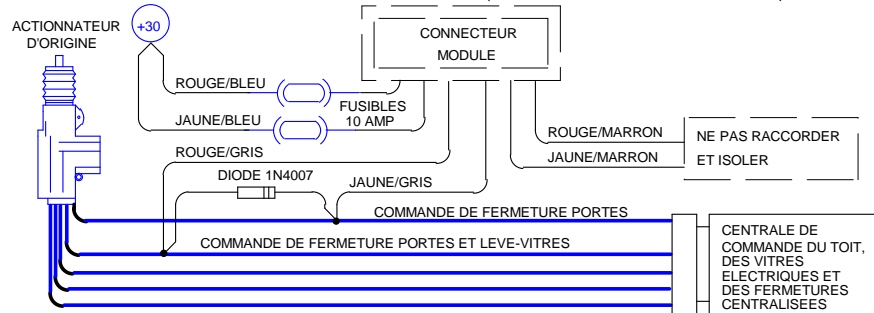 ACTIONNATEUR
D'ORIGINE
+30
CONNECTEUR
MODULE
ROUGE/BLEU
FUSIBLES
10 AMP
JAUNE/BLEU
ROUGE/GRIS
ROUGE/MARRON
JAUNE/MARRON
NE PAS RACCORDER
ET ISOLER
DIODE 1N4007
JAUNE/GRIS
COMMANDE DE FERMETURE PORTES
COMMANDE DE FERMETURE PORTES ET LEVE-VITRES
CENTRALE DE
COMMANDE DU TOIT,
DES VITRES
ELECTRIQUES ET
DES FERMETURES
CENTRALISEES